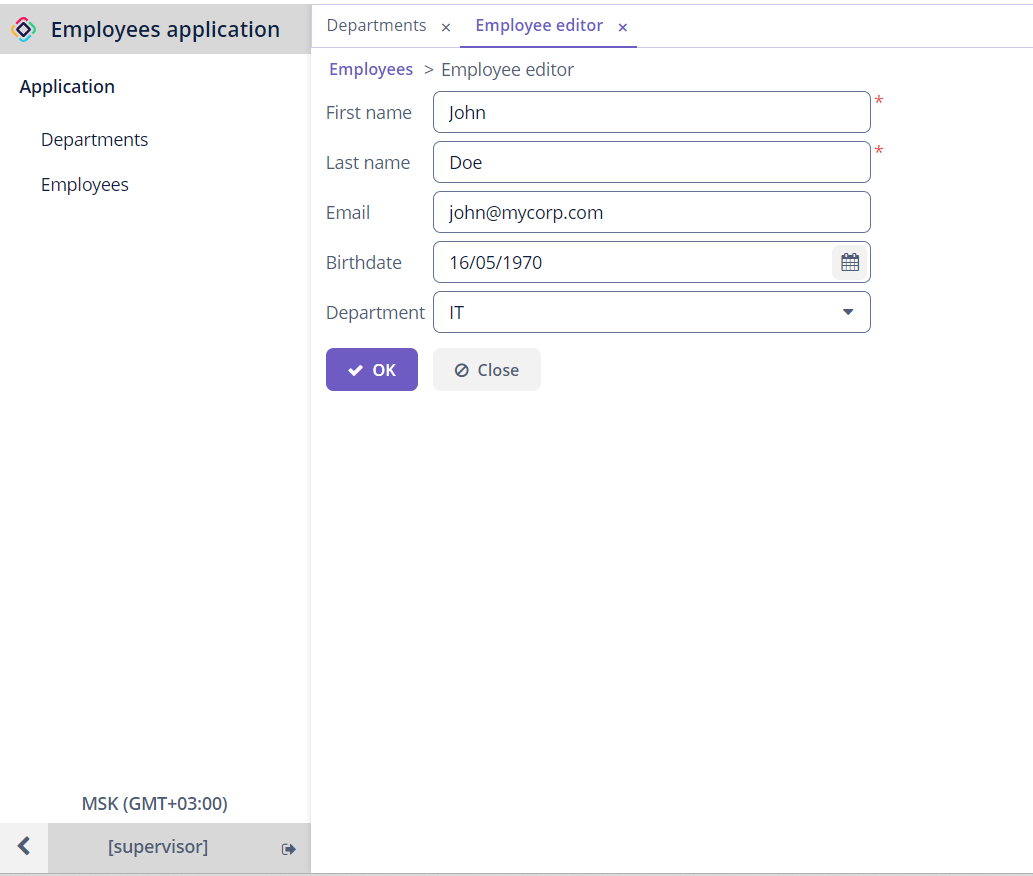 Employees application
Application
Departments
Employees
MSK (GMT+03:00)
[supervisor]
Departments × Employee editor ×
Employees > Employee editor
First name John *
Last name Doe *
Email john@mycorp.com
Birthdate 16/05/1970
Department IT
OK Close